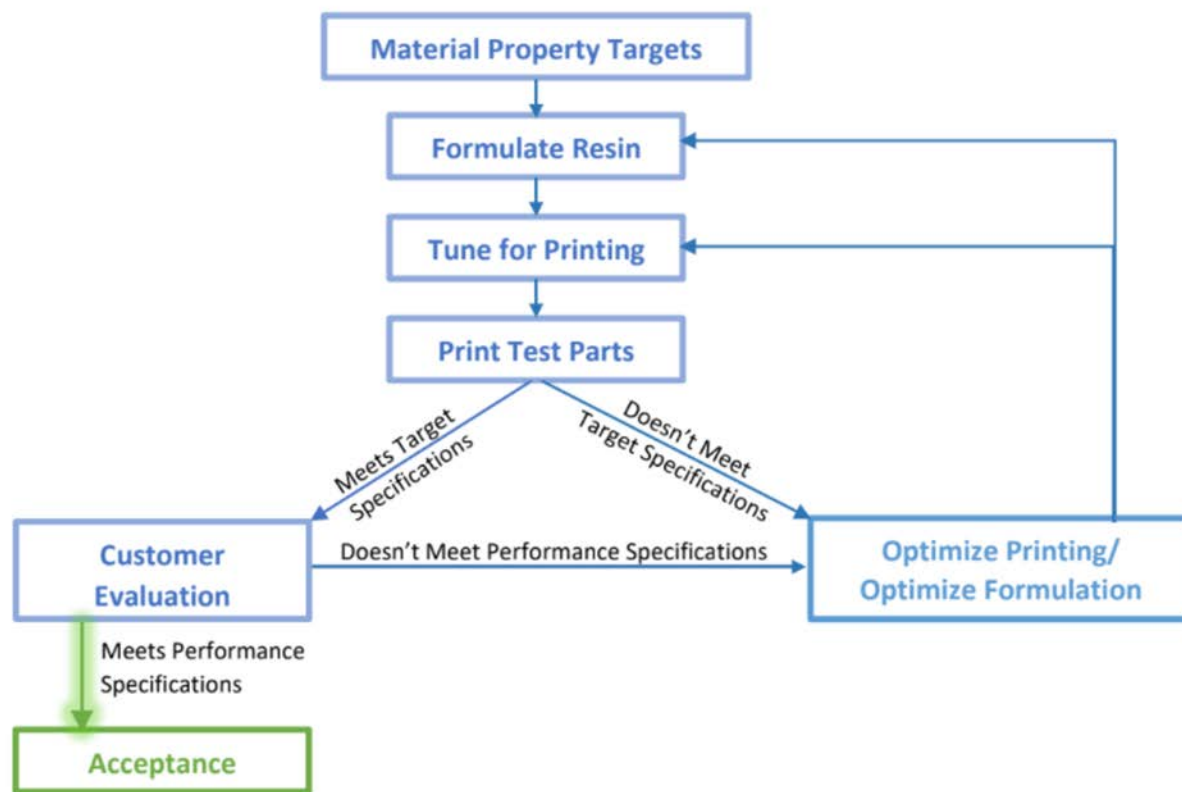 Material Property Targets
Formulate Resin
Tune for Printing
Print Test Parts
Meets Target
Specifications
Doesn’t Meet
Target Specifications
Customer
Evaluation
Doesn’t Meet Performance Specifications
Optimize Printing/
Optimize Formulation
Meets Performance
Specifications
Acceptance